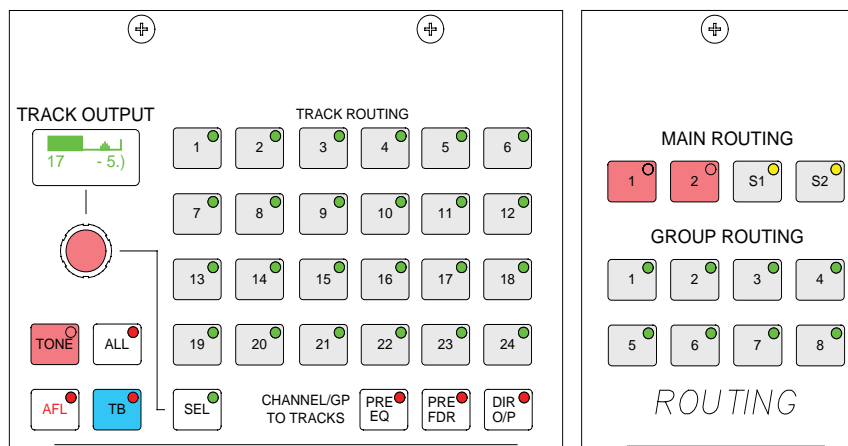 TRACK OUTPUT
17 - 5.)
TRACK ROUTING
1 2 3 4 5 6
7 8 9 10 11 12
13 14 15 16 17 18
19 20 21 22 23 24
TONE ALL
AFL TB SEL
CHANNEL/GP
TO TRACKS
PRE
EQ
PRE
FDR
DIR
O/P
MAIN ROUTING
1 2 S1 S2
GROUP ROUTING
1 2 3 4
5 6 7 8
ROUTING